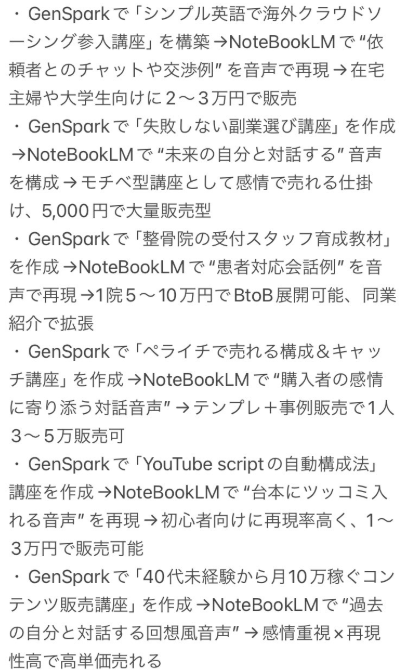 ・GenSparkで「シンプル英語で海外クラウドソ
ーシング参入講座」を構築→NoteBookLMで“依
頼者とのチャットや交渉例” を音声で再現→在宅
主婦や大学生向けに2〜3万円で販売
・GenSparkで「失敗しない副業選び講座」を作成
→NoteBookLMで“未来の自分と対話する” 音声
を構成→モチベ型講座として感情で売れる仕掛
け、5,000円で大量販売型
・GenSparkで「整骨院の受付スタッフ育成教材」
を作成→NoteBookLMで“患者対応会話例” を音
声で再現→1院5〜10万円でBtoB展開可能、同業
紹介で拡張
・GenSparkで「ペライチで売れる構成＆キャッ
チ講座」を作成→NoteBookLMで“購入者の感情
に寄り添う対話音声” →テンプレ＋事例販売で1人
3〜5万販売可
・GenSparkで「YouTube scriptの自動構成法」
講座を作成→NoteBookLMで“台本にツッコミ入
れる音声” を再現→初心者向けに再現率高く、1〜
3万円で販売可能
・GenSparkで「40代未経験から月10万稼ぐコン
テンツ販売講座」を作成→NoteBookLMで“過去
の自分と対話する回想風音声” →感情重視×再現
性高で高単価売れる